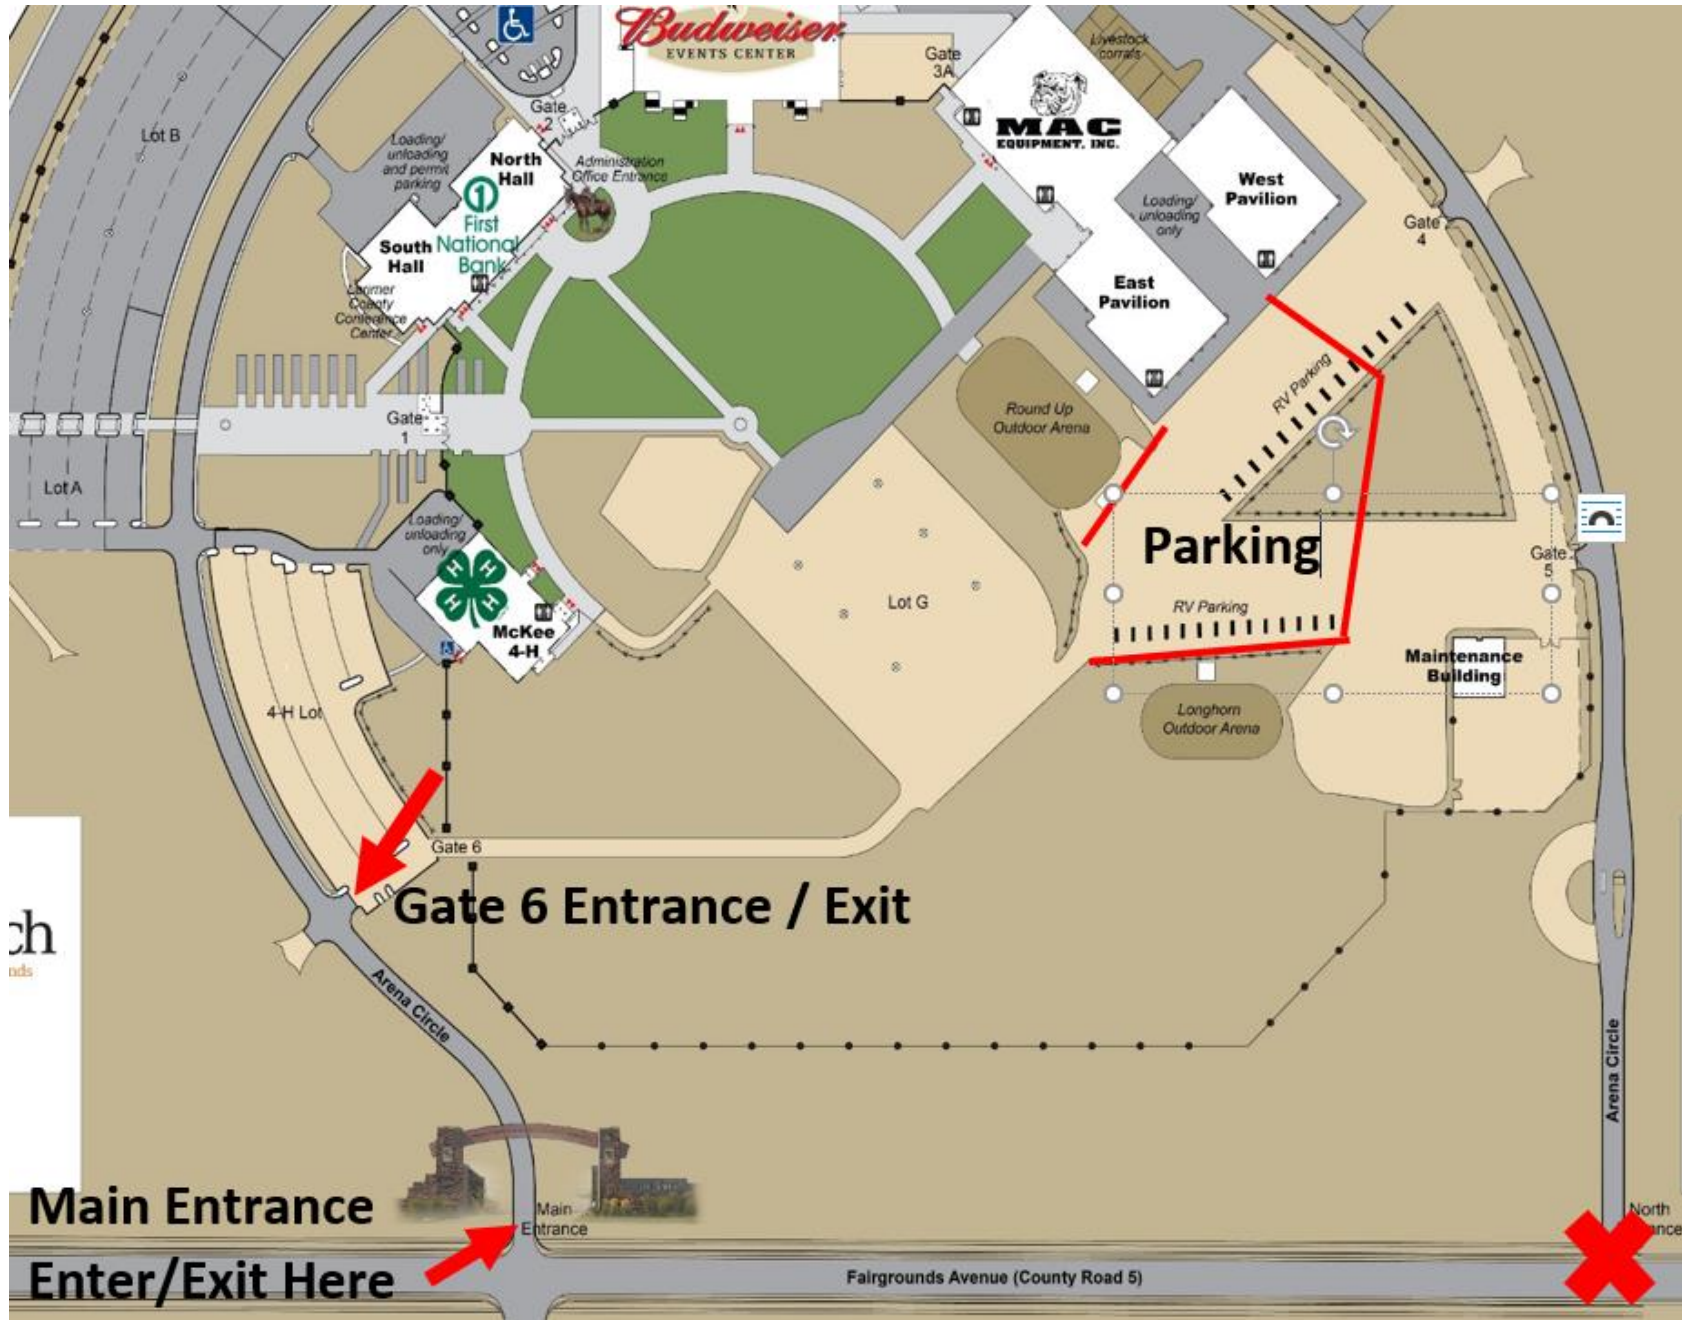 Budweiser
EVENTS CENTER
Gate
3A
Livestock
corrals
MAC
EQUIPMENT, INC.
Gate
2
Lot B
Loading/
unloading
and permit
parking
North
Hall
Administration
Office Entrance
1
First
National
Bank
South
Hall
Larimer
County
Conference
Center
West
Pavilion
Loading/
unloading
only
Gate
4
East
Pavilion
RV Parking
Round Up
Outdoor Arena
Gate
1
Lot A
Loading/
unloading
only
H H
H H
McKee
4-H
Parking
Gate
5
Lot G
RV Parking
Maintenance
Building
4-H Lot
Longhorn
Outdoor Arena
Gate 6
Gate 6 Entrance / Exit
ch
nds
Arena Circle
Arena Circle
Main Entrance
Main
Entrance
North
ance
Enter/Exit Here
Fairgrounds Avenue (County Road 5)